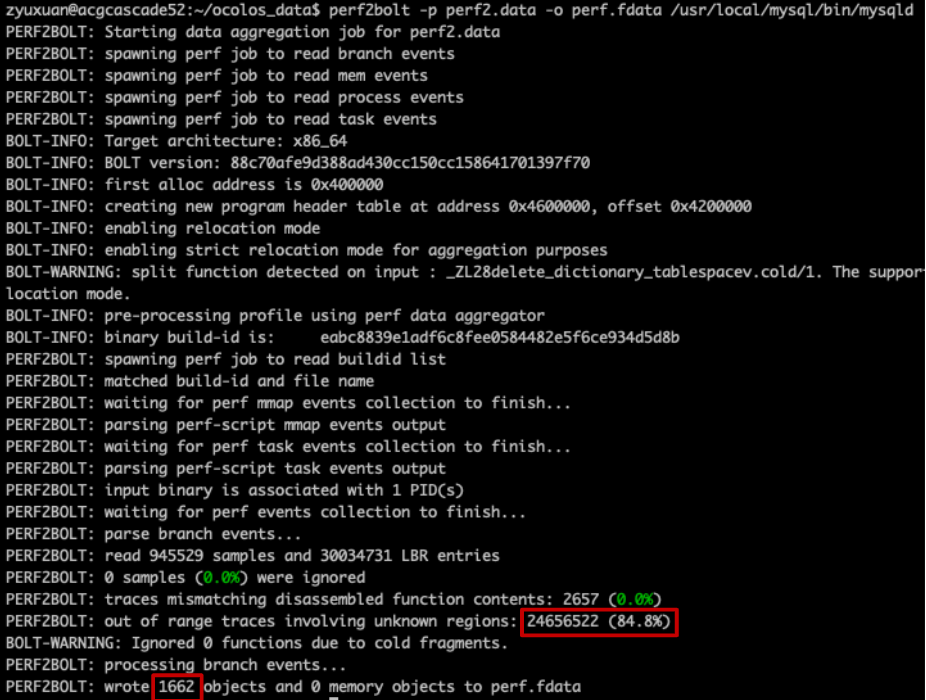 zyuxuan@acgcascade52:~/ocolos_data$ perf2bolt -p perf2.data -o perf.fdata /usr/local/mysql/bin/mysqld
PERF2BOLT: Starting data aggregation job for perf2.data
PERF2BOLT: spawning perf job to read branch events
PERF2BOLT: spawning perf job to read mem events
PERF2BOLT: spawning perf job to read process events
PERF2BOLT: spawning perf job to read task events
BOLT-INFO: Target architecture: x86_64
BOLT-INFO: BOLT version: 88c70afe9d388ad430cc150cc158641701397f70
BOLT-INFO: first alloc address is 0x400000
BOLT-INFO: creating new program header table at address 0x4600000, offset 0x4200000
BOLT-INFO: enabling relocation mode
BOLT-INFO: enabling strict relocation mode for aggregation purposes
BOLT-WARNING: split function detected on input : _ZL28delete_dictionary_tablespacev.cold/1. The suppor
location mode.
BOLT-INFO: pre-processing profile using perf data aggregator
BOLT-INFO: binary build-id is:     eabc8839e1adf6c8fee0584482e5f6ce934d5d8b
PERF2BOLT: spawning perf job to read buildid list
PERF2BOLT: matched build-id and file name
PERF2BOLT: waiting for perf mmap events collection to finish...
PERF2BOLT: parsing perf-script mmap events output
PERF2BOLT: waiting for perf task events collection to finish...
PERF2BOLT: parsing perf-script task events output
PERF2BOLT: input binary is associated with 1 PID(s)
PERF2BOLT: waiting for perf events collection to finish...
PERF2BOLT: parse branch events...
PERF2BOLT: read 945529 samples and 30034731 LBR entries
PERF2BOLT: 0 samples (0.0%) were ignored
PERF2BOLT: traces mismatching disassembled function contents: 2657 (0.0%)
PERF2BOLT: out of range traces involving unknown regions: 24656522 (84.8%)
BOLT-WARNING: Ignored 0 functions due to cold fragments.
PERF2BOLT: processing branch events...
PERF2BOLT: wrote 1662 objects and 0 memory objects to perf.fdata